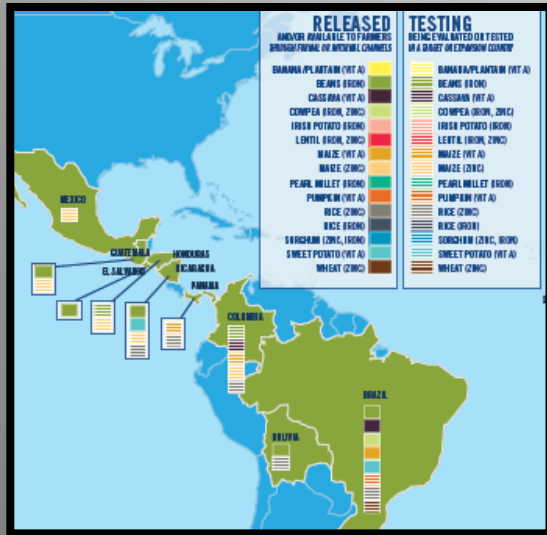 RELEASED
AND/OR AVAILABLE TO FARMERS
THROUGH FORMAL OR INFORMAL CHANNELS
BANANA/PLANTAIN (VIT A)
BEANS (IRON)
CASSAVA (VIT A)
COWPEA (IRON, ZINC)
IRISH POTATO (IRON)
LENTIL (IRON, ZINC)
MAIZE (VIT A)
MAIZE (ZINC)
PEARL MILLET (IRON)
PUMPKIN (VIT A)
RICE (ZINC)
RICE (IRON)
SORGHUM (ZINC, IRON)
SWEET POTATO (VIT A)
WHEAT (ZINC)
TESTING
BEING EVALUATED OR TESTED
IN A TARGET OR EXPANSION COUNTRY
BANANA/PLANTAIN (VIT A)
BEANS (IRON)
CASSAVA (VIT A)
COWPEA (IRON, ZINC)
IRISH POTATO (IRON)
LENTIL (IRON, ZINC)
MAIZE (VIT A)
MAIZE (ZINC)
PEARL MILLET (IRON)
PUMPKIN (VIT A)
RICE (ZINC)
RICE (IRON)
SORGHUM (ZINC, IRON)
SWEET POTATO (VIT A)
WHEAT (ZINC)
MEXICO
GUATEMALA
HONDURAS
EL SALVADOR
NICARAGUA
PANAMA
COLOMBIA
BRAZIL
BOLIVIA